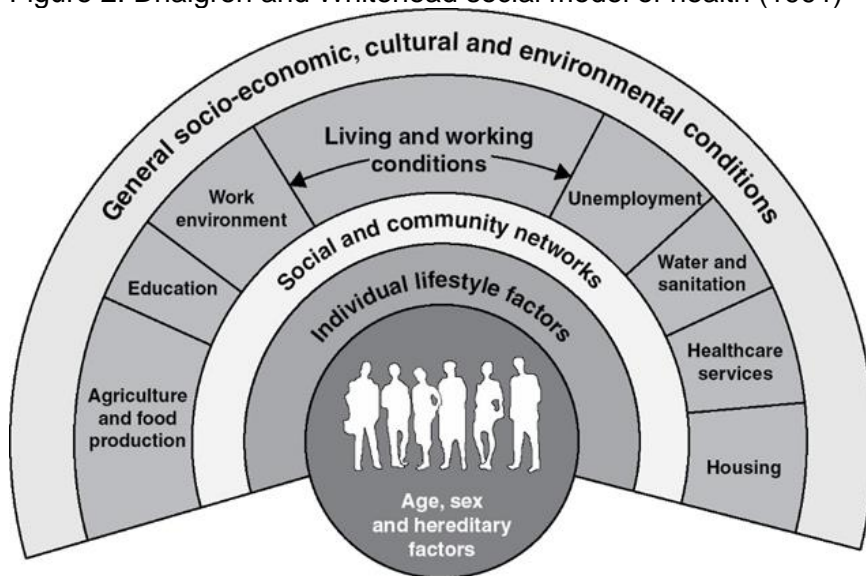 Figure 2. Dhalgren and Whitehead social model of health (1991)
General socio-economic, cultural and environmental conditions
Living and working
conditions
Work
environment
Unemployment
Education
Water and
sanitation
Agriculture
and food
production
Healthcare
services
Housing
Social and community networks
Individual lifestyle factors
Age, sex
and hereditary
factors